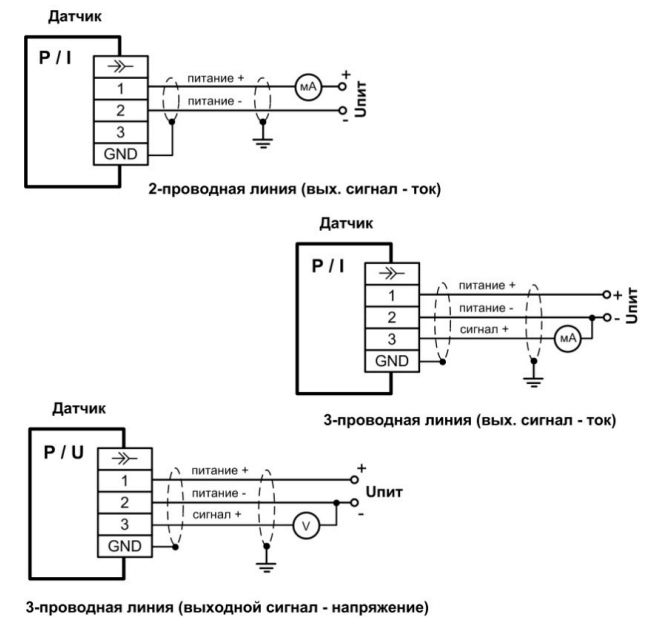 Датчик
P / I
1
2
3
GND
питание +
питание -
мА
+
-
Uпит
2-проводная линия (вых. сигнал - ток)
Датчик
P / I
1
2
3
GND
питание +
питание -
сигнал +
мА
+
-
Uпит
3-проводная линия (вых. сигнал - ток)
Датчик
P / U
1
2
3
GND
питание +
питание -
сигнал +
V
+
Uпит
-
3-проводная линия (выходной сигнал - напряжение)